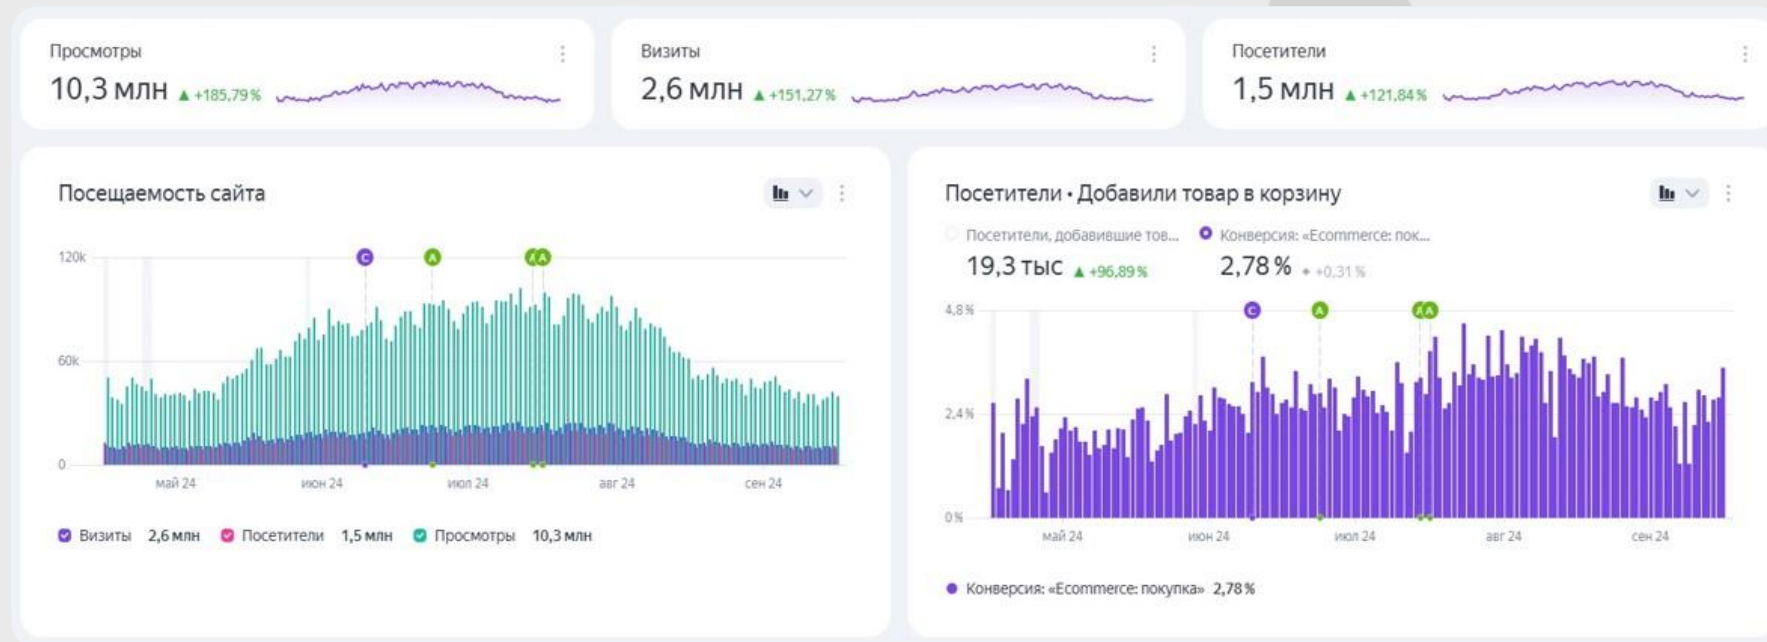 Просмотры
10,3 млн ▲ +185,79 %
Визиты
2,6 млн ▲ +151,27 %
Посетители
1,5 млн ▲ +121,84 %
Посещаемость сайта
120k
60k
0
C
A
A A
май 24
июн 24
июл 24
авг 24
сен 24
Визиты 2,6 млн Посетители 1,5 млн Просмотры 10,3 млн
Посетители • Добавили товар в корзину
Посетители, добавившие тов... Конверсия: «Ecommerce: пок...
19,3 тыс ▲ +96,89 % 2,78 % +0,31 %
4,8 %
2,4 %
0 %
C
A
A A
май 24
июн 24
июл 24
авг 24
сен 24
Конверсия: «Ecommerce: покупка» 2,78 %